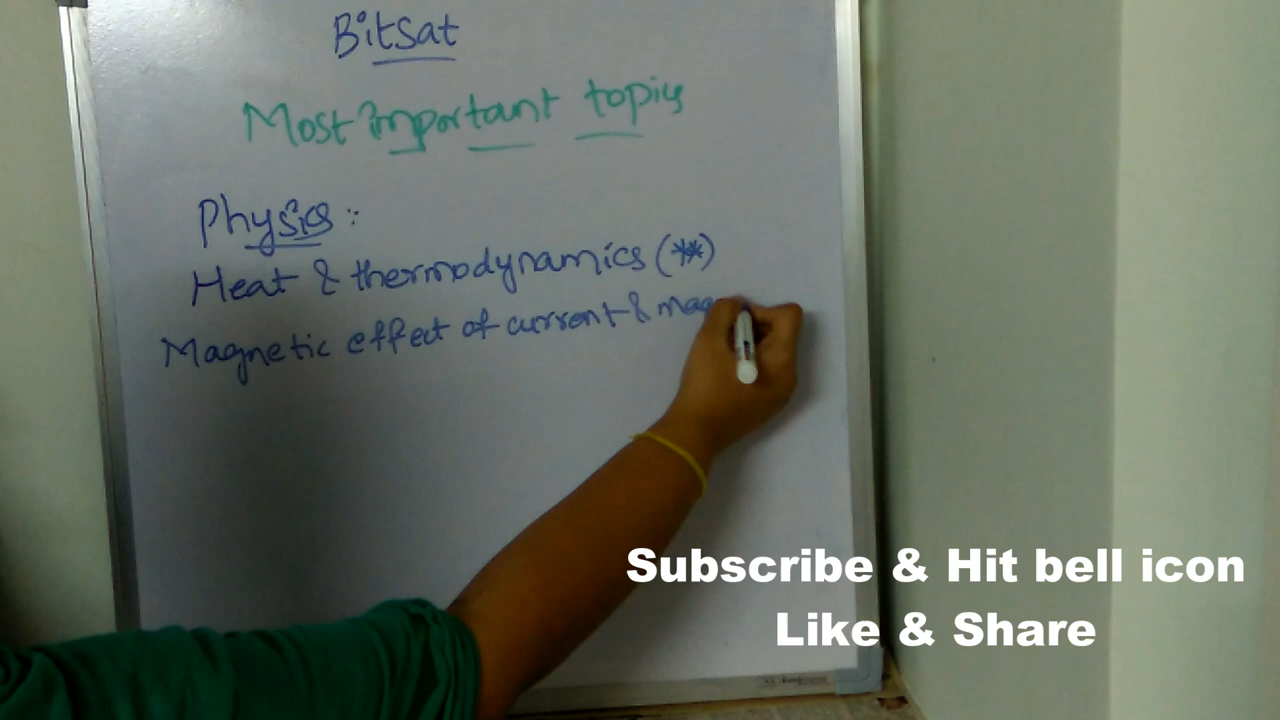 Bitsat
Most important topics
Physics:
Heat & thermodynamics (**)
Magnetic effect of current & mag
Subscribe & Hit bell icon
Like & Share